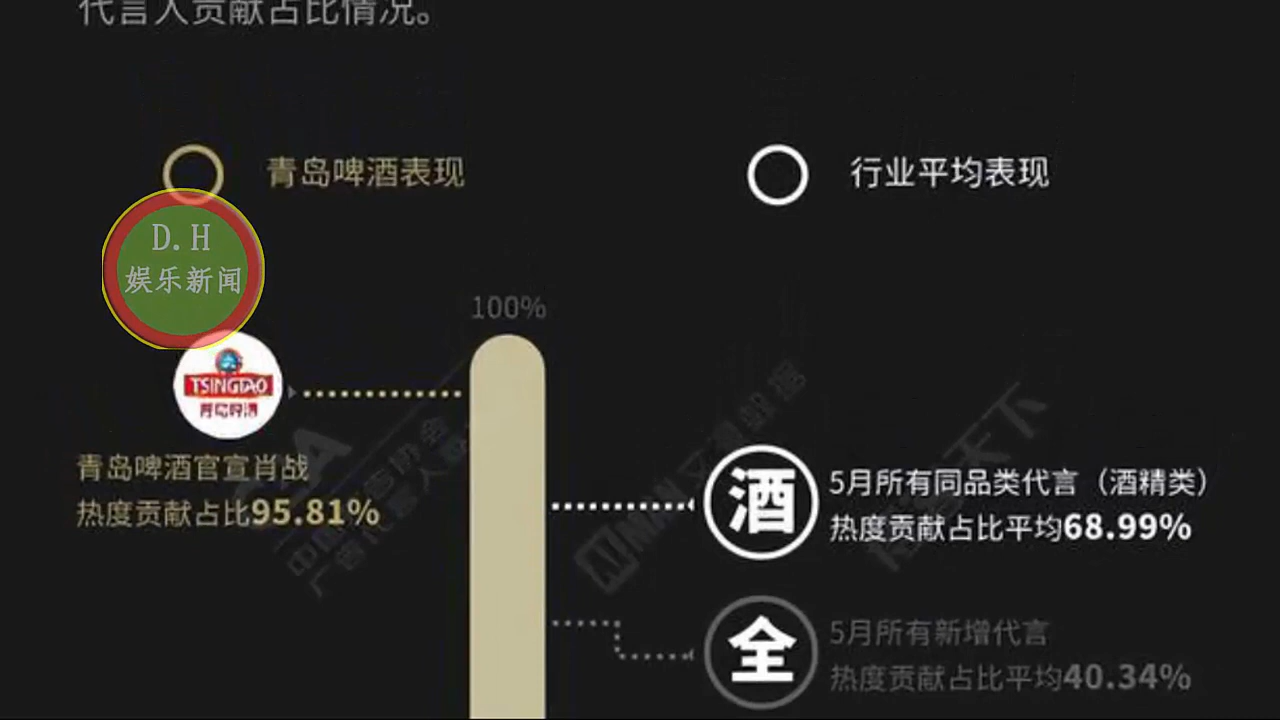 代言人贡献占比情况。
青岛啤酒表现
行业平均表现
D.H
娱乐新闻
100%
TSINGTAO
青岛啤酒
青岛啤酒官宣肖战
热度贡献占比95.81%
酒
5月所有同品类代言（酒精类）
热度贡献占比平均68.99%
全
5月所有新增代言
热度贡献占比平均40.34%